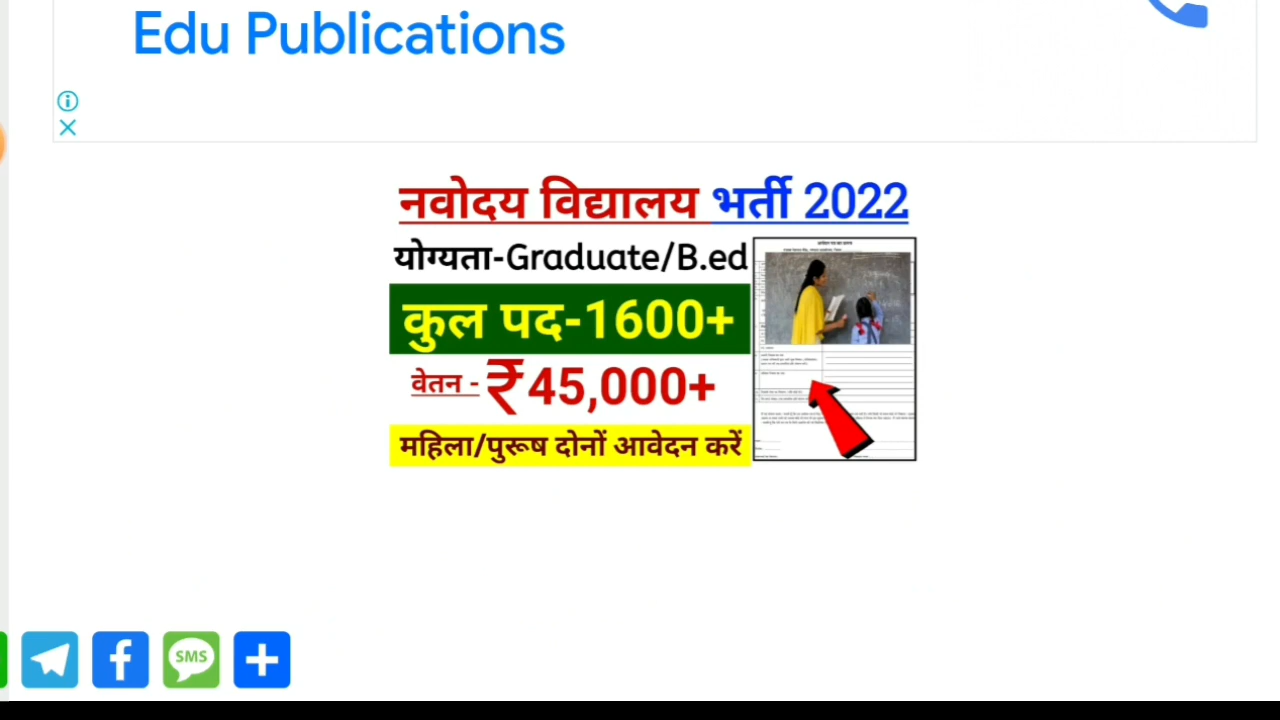 Edu Publications
नवोदय विद्यालय भर्ती 2022
योग्यता-Graduate/B.ed
कुल पद-1600+
वेतन - ₹45,000+
महिला/पुरूष दोनों आवेदन करें
SMS